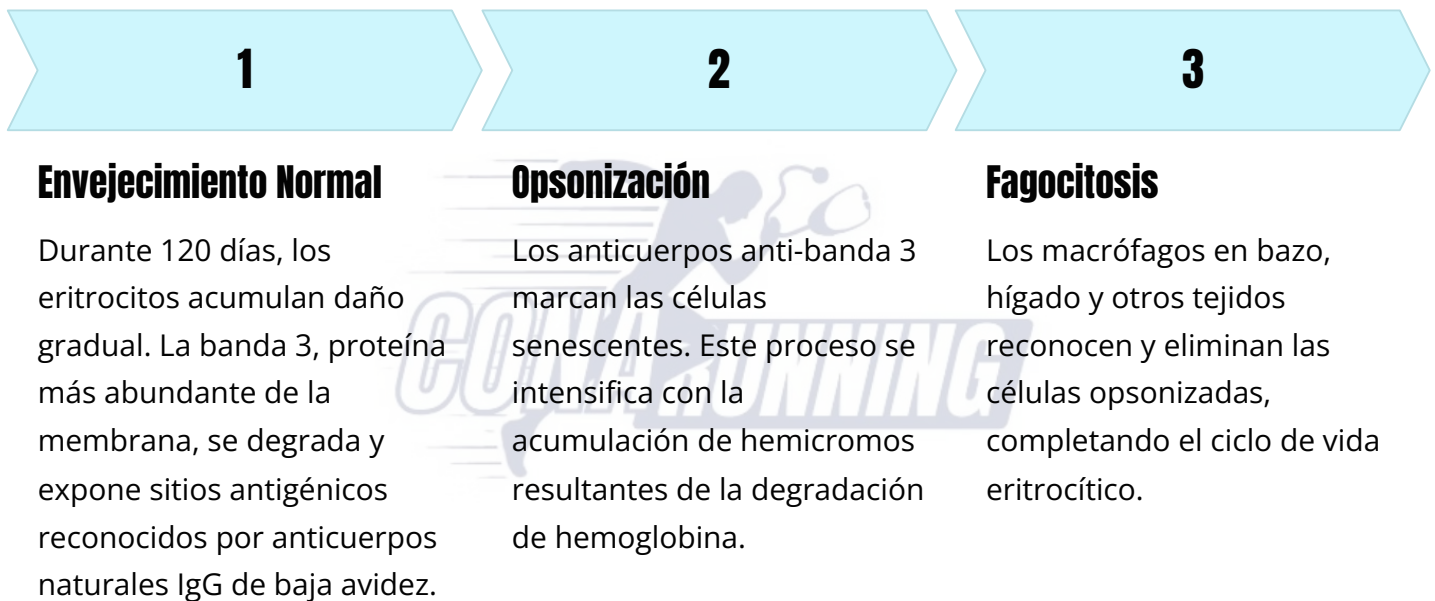 1
2
3
Envejecimiento Normal
Durante 120 días, los
eritrocitos acumulan daño
gradual. La banda 3, proteína
más abundante de la
membrana, se degrada y
expone sitios antigénicos
reconocidos por anticuerpos
naturales IgG de baja avidez.
Opsonización
Los anticuerpos anti-banda 3
marcan las células
senescentes. Este proceso se
intensifica con la
acumulación de hemicromos
resultantes de la degradación
de hemoglobina.
Fagocitosis
Los macrófagos en bazo,
hígado y otros tejidos
reconocen y eliminan las
células opsonizadas,
completando el ciclo de vida
eritrocítico.
CONA RUNNING